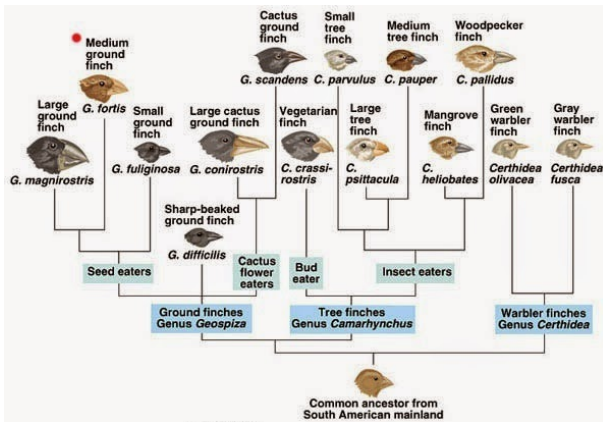 Cactus
ground
finch
G. scandens
Small
tree
finch
C. parvulus
Medium
tree finch
C. pauper
Woodpecker
finch
C. pallidus
Medium
ground
finch
G. fortis
Large
ground
finch
G. magnirostris
Small
ground
finch
G. fuliginosa
Large cactus
ground finch
G. conirostris
Vegetarian
finch
C. crassi-
rostris
Large
tree
finch
C.
psittacula
Mangrove
finch
C.
heliobates
Green
warbler
finch
Certhidea
olivacea
Gray
warbler
finch
Certhidea
fusca
Sharp-beaked
ground finch
G. difficilis
Seed eaters
Cactus
flower
eaters
Bud
eater
Insect eaters
Ground finches
Genus Geospiza
Tree finches
Genus Camarhynchus
Warbler finches
Genus Certhidea
Common ancestor from
South American mainland